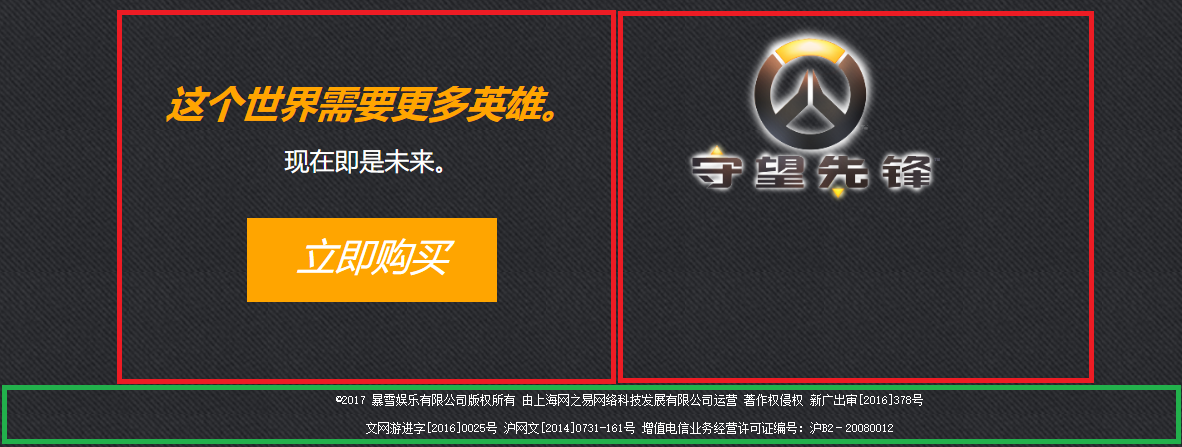 这个世界需要更多英雄。
现在即是未来。
立即购买
守望先锋
©2017 暴雪娱乐有限公司版权所有 由上海网之易网络科技发展有限公司运营 著作权侵权 新广出审[2016]378号
文网游进字[2016]0025号 沪网文[2014]0731-161号 增值电信业务经营许可证编号：沪B2－20080012